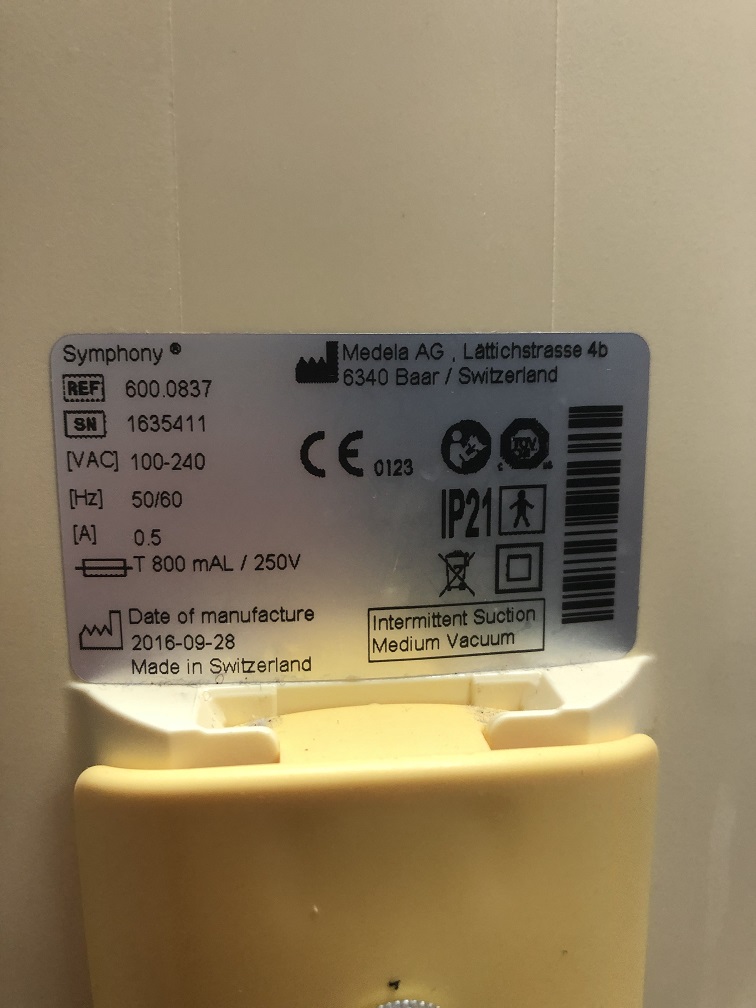 Symphony ®
REF 600.0837
SN 1635411
[VAC] 100-240
[Hz] 50/60
[A] 0.5
T 800 mAL / 250V
Date of manufacture
2016-09-28
Made in Switzerland
Medela AG , Lättichstrasse 4b
6340 Baar / Switzerland
CE 0123
TÜV
IP21
Intermittent Suction
Medium Vacuum